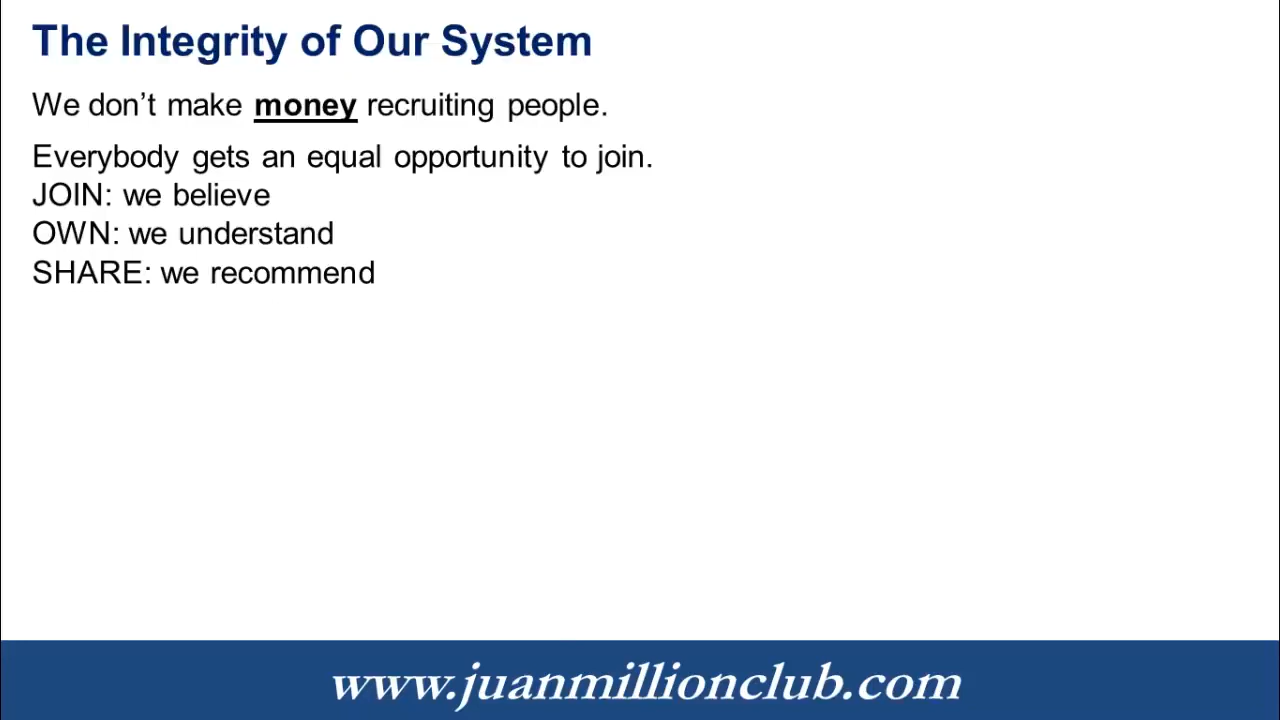 The Integrity of Our System
We don’t make money recruiting people.
Everybody gets an equal opportunity to join.
JOIN: we believe
OWN: we understand
SHARE: we recommend
www.juanmillionclub.com